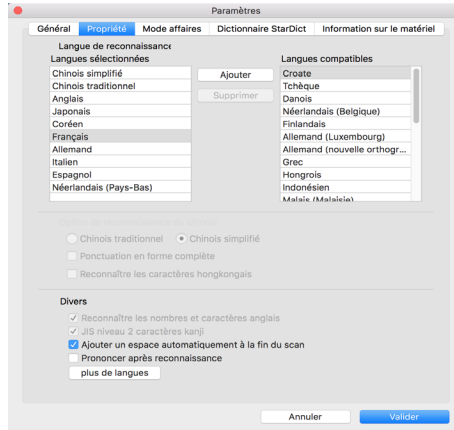 Paramètres
Général Propriété Mode affaires Dictionnaire StarDict Information sur le matériel
Langue de reconnaissance
Langues sélectionnées
Chinois simplifié
Chinois traditionnel
Anglais
Japonais
Coréen
Français
Allemand
Italien
Espagnol
Néerlandais (Pays-Bas)
Ajouter
Supprimer
Langues compatibles
Croate
Tchèque
Danois
Néerlandais (Belgique)
Finlandais
Allemand (Luxembourg)
Allemand (nouvelle orthogr...
Grec
Hongrois
Indonésien
Malais (Malaisie)
Chinois traditionnel Chinois simplifié
Ponctuation en forme complète
Reconnaître les caractères hongkongais
Divers
Reconnaître les nombres et caractères anglais
JIS niveau 2 caractères kanji
Ajouter un espace automatiquement à la fin du scan
Prononcer après reconnaissance
plus de langues
Annuler Valider